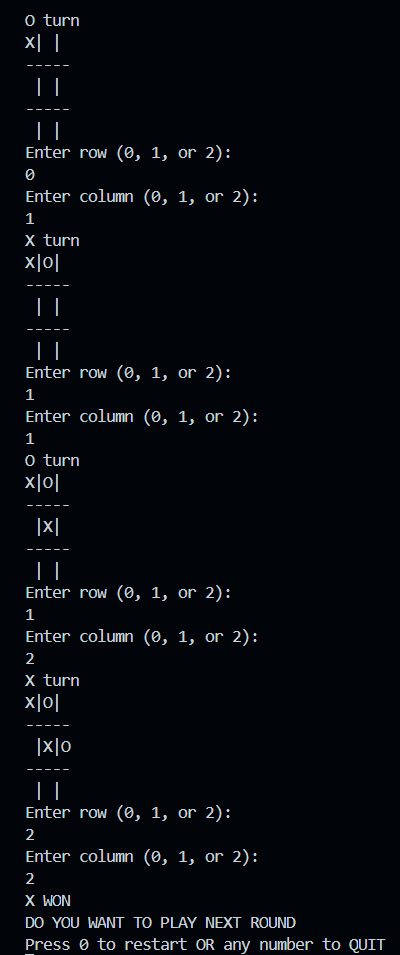 O turn
X| |
-----
 | |
-----
 | |
Enter row (0, 1, or 2):
0
Enter column (0, 1, or 2):
1
X turn
X|O|
-----
 | |
-----
 | |
Enter row (0, 1, or 2):
1
Enter column (0, 1, or 2):
1
O turn
X|O|
-----
 |X|
-----
 | |
Enter row (0, 1, or 2):
1
Enter column (0, 1, or 2):
2
X turn
X|O|
-----
 |X|O
-----
 | |
Enter row (0, 1, or 2):
2
Enter column (0, 1, or 2):
2
X WON
DO YOU WANT TO PLAY NEXT ROUND
Press 0 to restart OR any number to QUIT